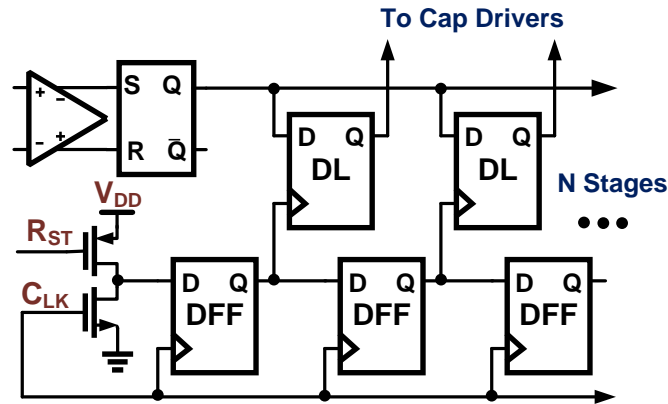 To Cap Drivers
+ - S Q
D Q D Q
- + R Q̄
DL DL
VDD
N Stages
RST
D Q D Q D Q
CLK
DFF DFF DFF